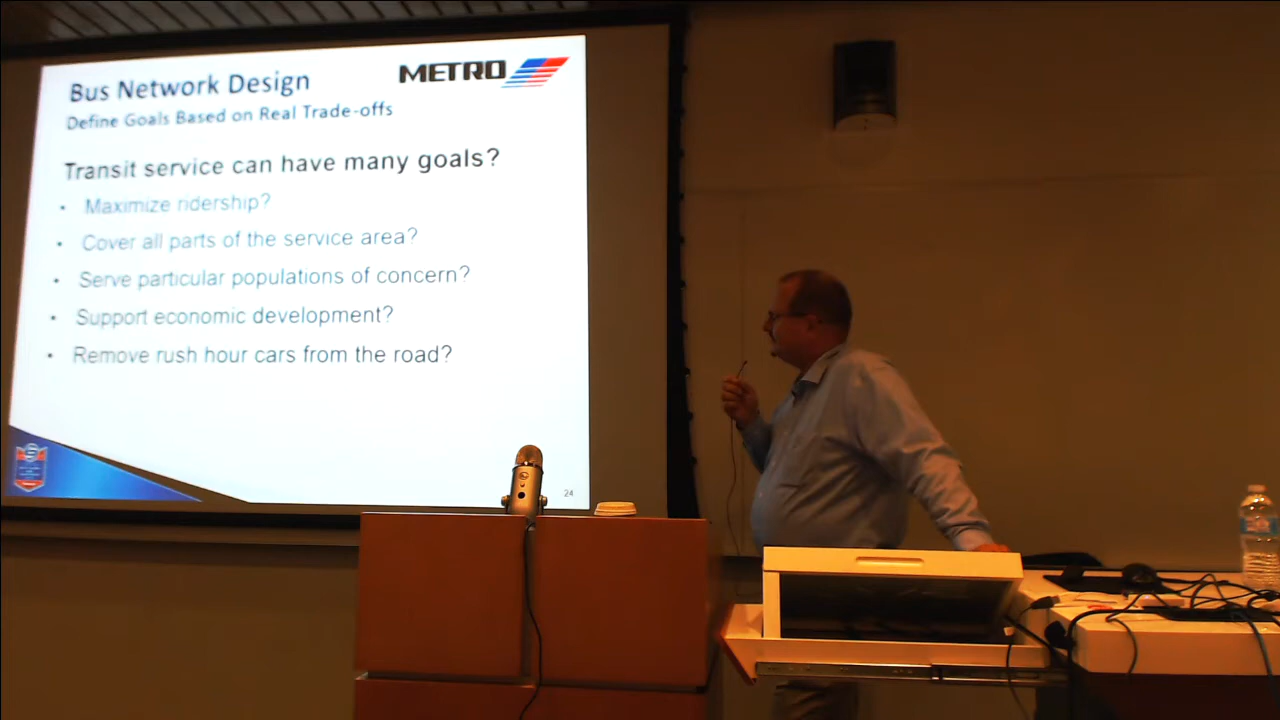 Bus Network Design
METRO
Define Goals Based on Real Trade-offs
Transit service can have many goals?
• Maximize ridership?
• Cover all parts of the service area?
• Serve particular populations of concern?
• Support economic development?
• Remove rush hour cars from the road?
24